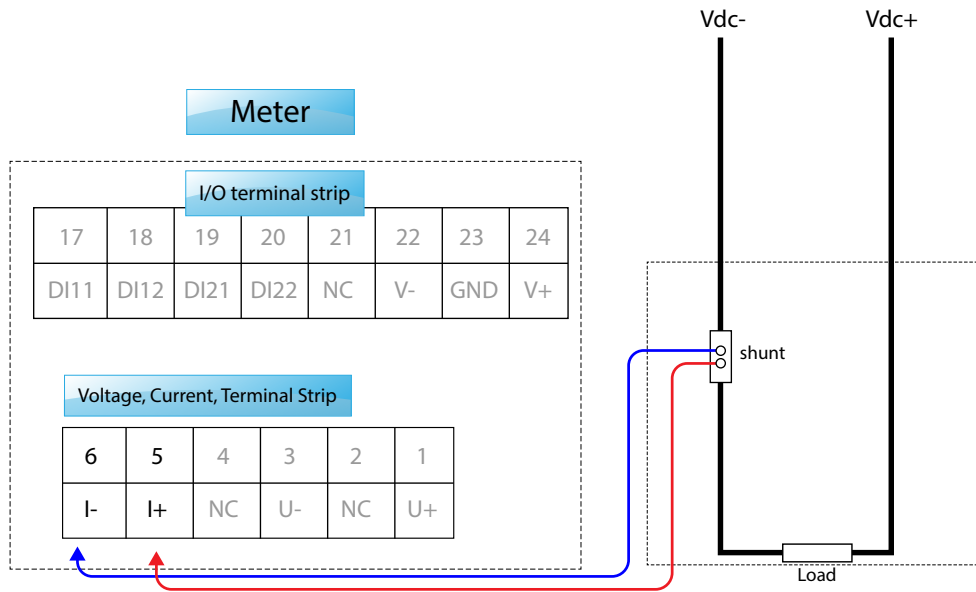 Vdc- Vdc+
Meter
I/O terminal strip
17 18 19 20 21 22 23 24
DI11 DI12 DI21 DI22 NC V- GND V+
shunt
Voltage, Current, Terminal Strip
6 5 4 3 2 1
I- I+ NC U- NC U+
Load